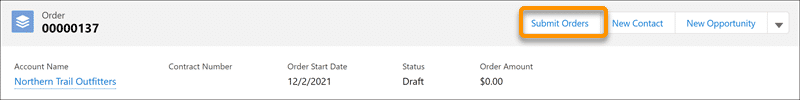 Order
00000137
Submit Orders
New Contact
New Opportunity
Account Name
Northern Trail Outfitters
Contract Number
Order Start Date
12/2/2021
Status
Draft
Order Amount
$0.00